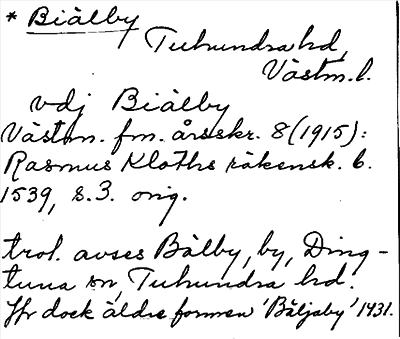 * Biälby
Tuhundra hd,
Västm. l.
vdj Biälby
Västm. fm. årsskr. 8 (1915):
Rasmus Kloths räkensk. b.
1539, s. 3. orig.
trol. avses Bälby, by, Ding-
tuna sn, Tuhundra hd.
Jfr dock äldre formen 'Bäljaby' 1431.